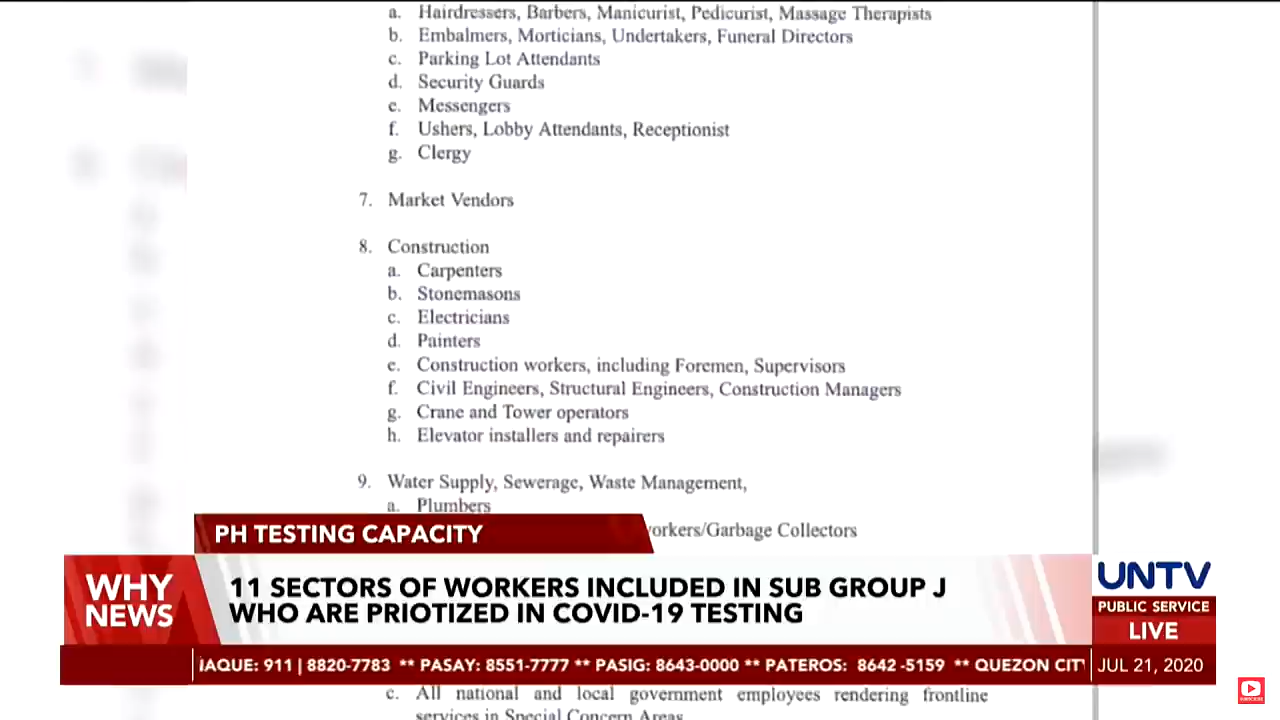 a. Hairdressers, Barbers, Manicurist, Pedicurist, Massage Therapists
b. Embalmers, Morticians, Undertakers, Funeral Directors
c. Parking Lot Attendants
d. Security Guards
e. Messengers
f. Ushers, Lobby Attendants, Receptionist
g. Clergy
7. Market Vendors
8. Construction
a. Carpenters
b. Stonemasons
c. Electricians
d. Painters
e. Construction workers, including Foremen, Supervisors
f. Civil Engineers, Structural Engineers, Construction Managers
g. Crane and Tower operators
h. Elevator installers and repairers
9. Water Supply, Sewerage, Waste Management,
a. Plumbers
orkers/Garbage Collectors
PH TESTING CAPACITY
WHY
NEWS
11 SECTORS OF WORKERS INCLUDED IN SUB GROUP J
WHO ARE PRIOTIZED IN COVID-19 TESTING
UNTV
PUBLIC SERVICE
LIVE
IAQUE: 911 | 8820-7783 ** PASAY: 8551-7777 ** PASIG: 8643-0000 ** PATEROS: 8642 -5159 ** QUEZON CIT
JUL 21, 2020
c. All national and local government employees rendering frontline
services in Special Concern Areas